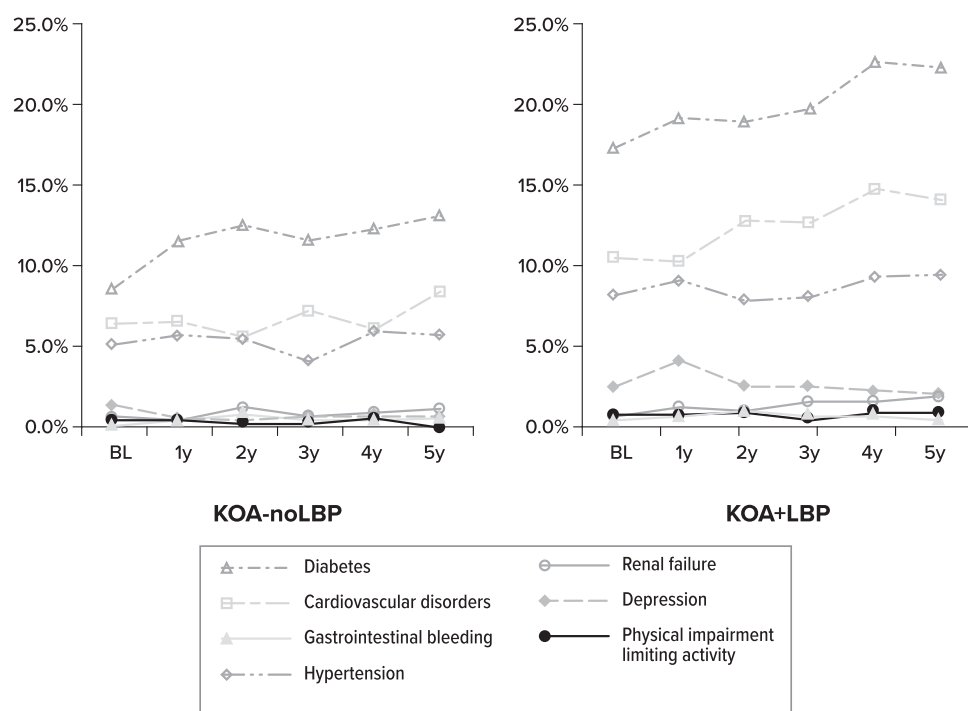 25.0%
20.0%
15.0%
10.0%
5.0%
0.0%
BL 1y 2y 3y 4y 5y
KOA-noLBP
25.0%
20.0%
15.0%
10.0%
5.0%
0.0%
BL 1y 2y 3y 4y 5y
KOA+LBP
Diabetes
Cardiovascular disorders
Gastrointestinal bleeding
Hypertension
Renal failure
Depression
Physical impairment
limiting activity